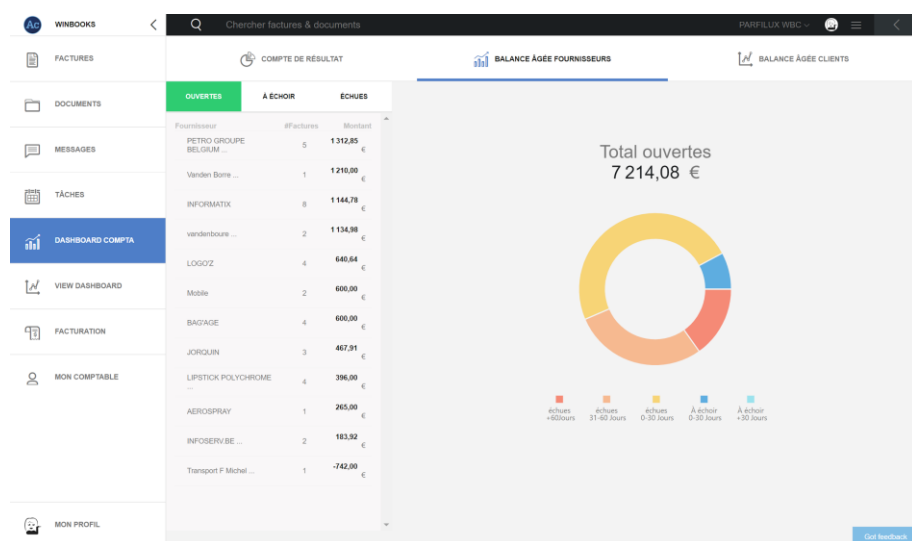 Ac WINBOOKS
Chercher factures & documents
PARFILUX WBC
FACTURES
DOCUMENTS
MESSAGES
TÂCHES
DASHBOARD COMPTA
VIEW DASHBOARD
FACTURATION
MON COMPTABLE
MON PROFIL
COMPTE DE RÉSULTAT
BALANCE ÂGÉE FOURNISSEURS
BALANCE ÂGÉE CLIENTS
OUVERTES À ÉCHOIR ÉCHUES
Fournisseur #Factures Montant
PETRO GROUPE
BELGIUM ... 5 1 312,85 €
Vanden Borre ... 1 1 210,00 €
INFORMATIX 8 1 144,78 €
vandenboure ... 2 1 134,98 €
LOGO'Z 4 640,64 €
Mobile 2 600,00 €
BAG'AGE 4 600,00 €
JORQUIN 3 467,91 €
LIPSTICK POLYCHROME
... 4 396,00 €
AEROSPRAY 1 265,00 €
INFOSERV.BE ... 2 183,92 €
Transport F Michel ... 1 -742,00 €
Total ouvertes
7 214,08 €
échues
+60Jours
échues
31-60 Jours
échues
0-30 Jours
À échoir
0-30 Jours
À échoir
+30 Jours
Got feedback